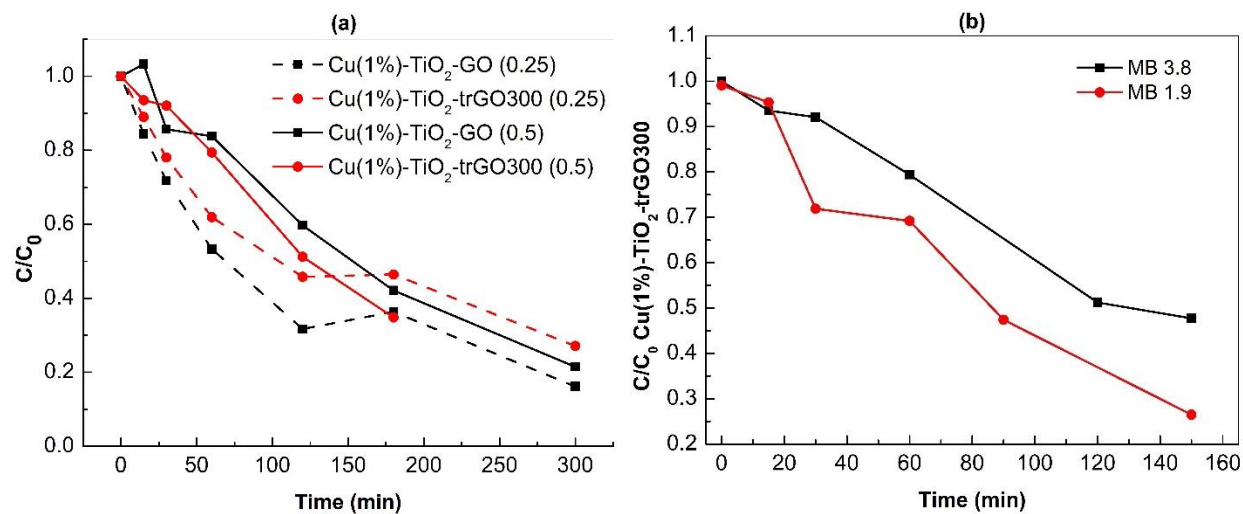 (a)
Cu(1%)-TiO₂-GO (0.25)
Cu(1%)-TiO₂-trGO300 (0.25)
Cu(1%)-TiO₂-GO (0.5)
Cu(1%)-TiO₂-trGO300 (0.5)
1.0
0.8
0.6
0.4
0.2
0.0
C/C₀
0 50 100 150 200 250 300
Time (min)
(b)
MB 3.8
MB 1.9
1.1
1.0
0.9
0.8
0.7
0.6
0.5
0.4
0.3
0.2
C/C₀ Cu(1%)-TiO₂-trGO300
0 20 40 60 80 100 120 140 160
Time (min)